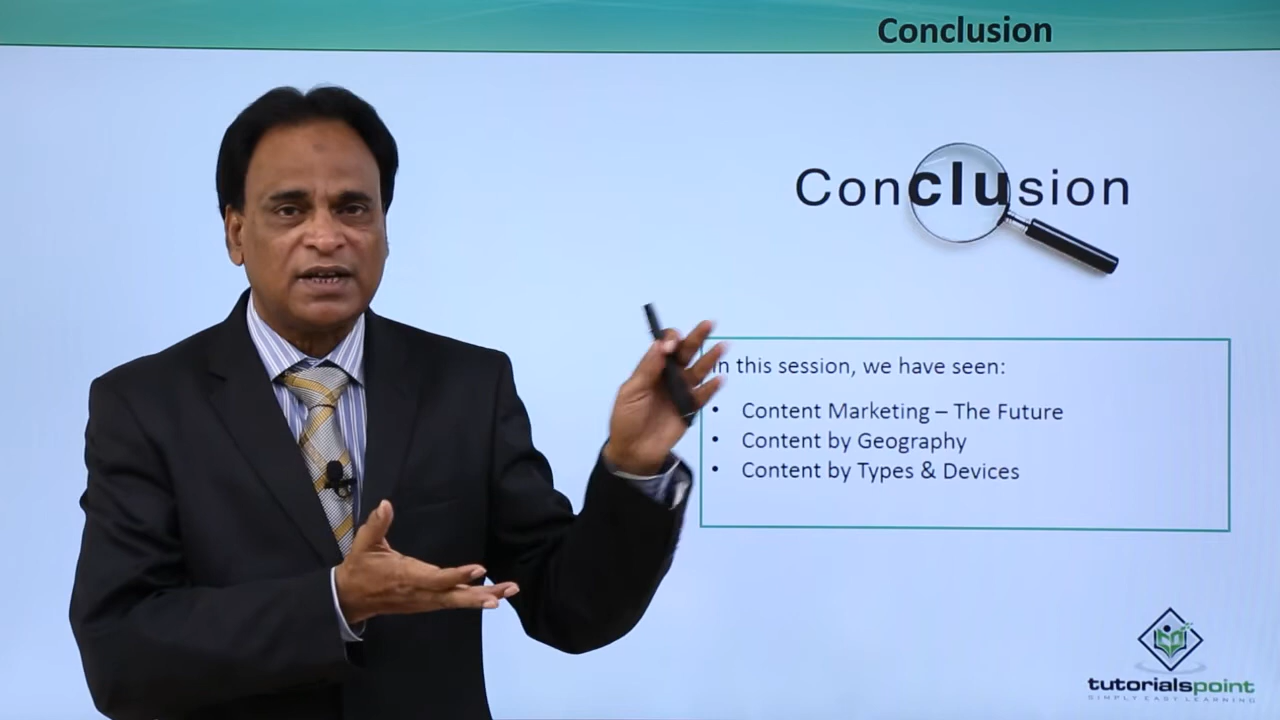 Conclusion
Conclusion
In this session, we have seen:
• Content Marketing – The Future
• Content by Geography
• Content by Types & Devices
tutorialspoint
SIMPLY EASY LEARNING